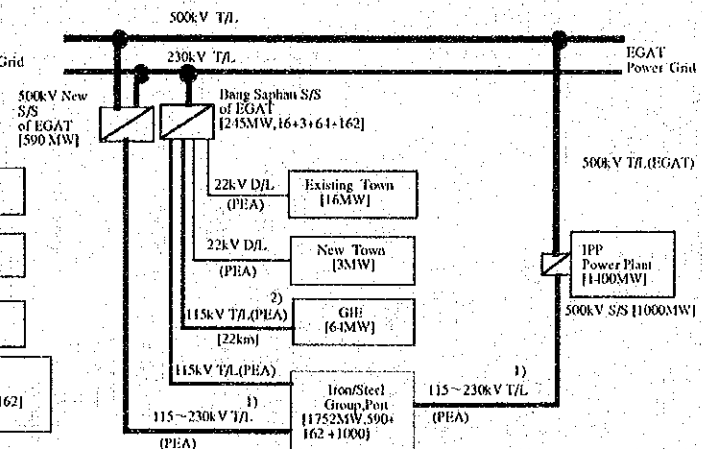 500kV T/L
230kV T/L
Grid
EGAT
Power Grid
500kV New
S/S
of EGAT
[590 MW]
Bang Saphan S/S
of EGAT
[245MW,16+3+64+162]
500kV T/L(EGAT)
22kV D/L
(PEA)
Existing Town
[16MW]
22kV D/L
(PEA)
New Town
[3MW]
IPP
Power Plant
[1400MW]
500kV S/S [1000MW]
2)
115kV T/L(PEA)
[22km]
GIE
[64MW]
115kV T/L(PEA)
1)
115~230kV T/L
(PEA)
Iron/Steel
Group,Port
[1752MW,590+
162+1000]
1)
115~230kV T/L
(PEA)
162]